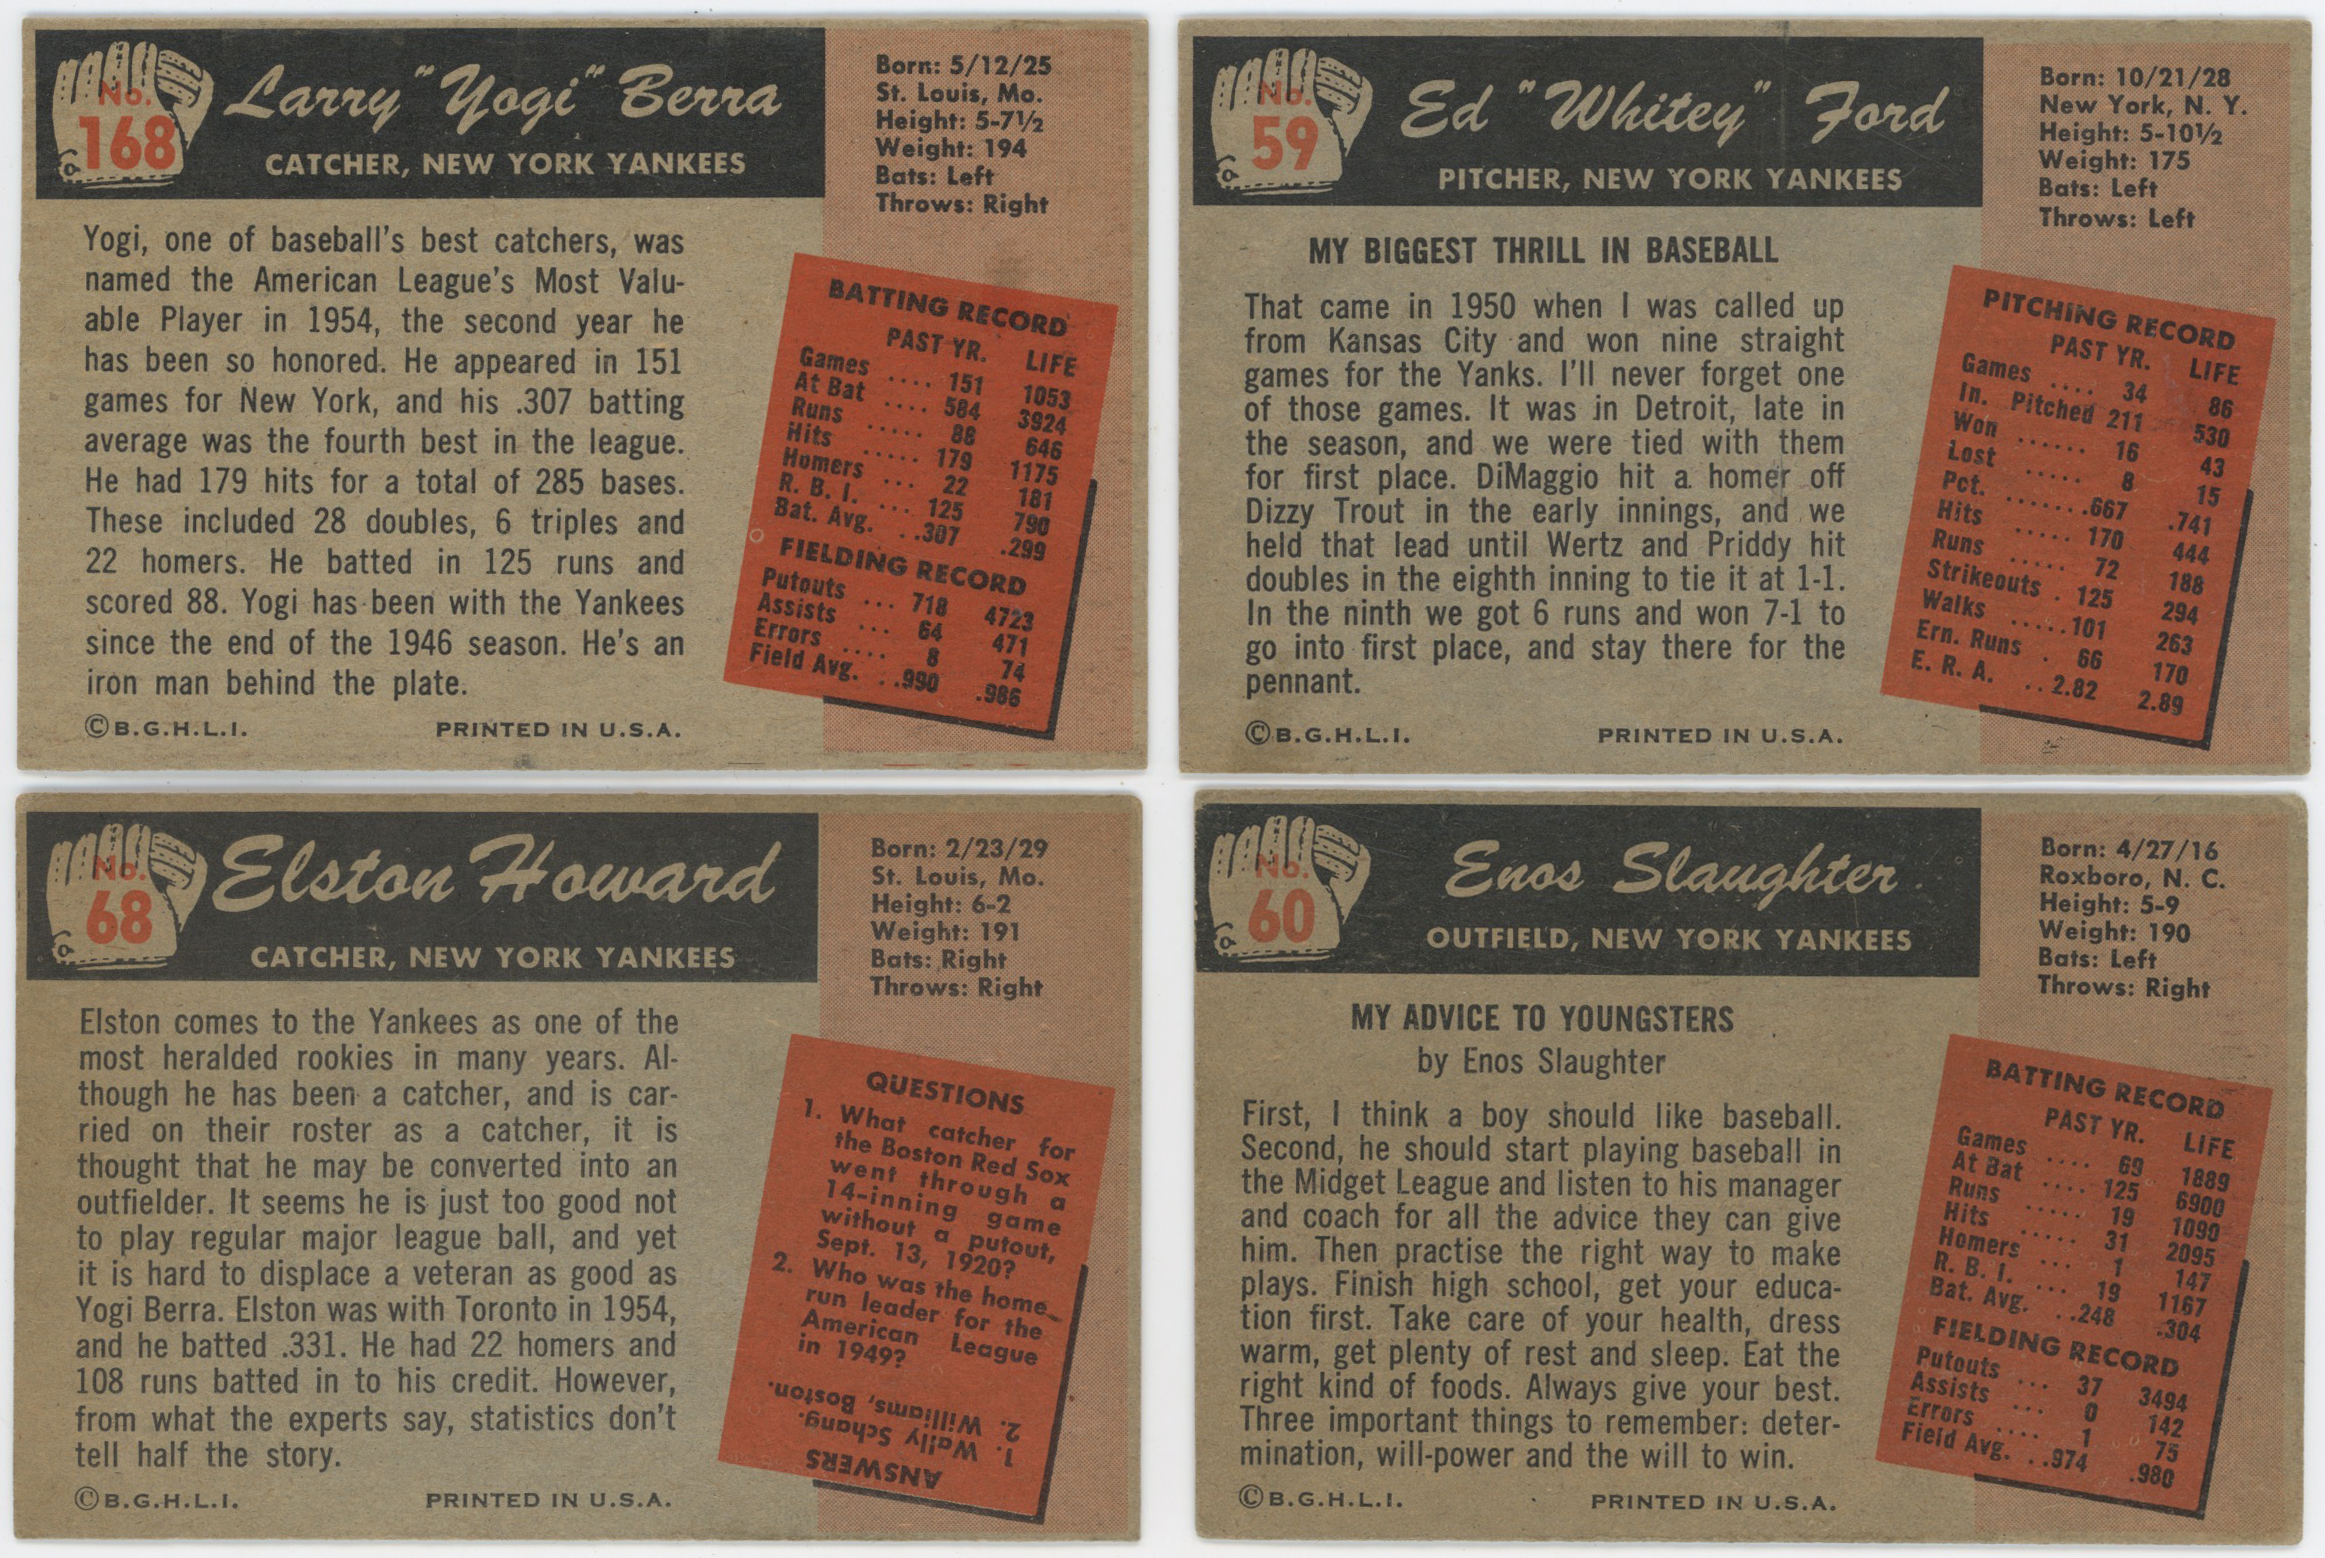 No.
168
Larry "Yogi" Berra
CATCHER, NEW YORK YANKEES
Born: 5/12/25
St. Louis, Mo.
Height: 5-7½
Weight: 194
Bats: Left
Throws: Right
Yogi, one of baseball's best catchers, was
named the American League's Most Valu-
able Player in 1954, the second year he
has been so honored. He appeared in 151
games for New York, and his .307 batting
average was the fourth best in the league.
He had 179 hits for a total of 285 bases.
These included 28 doubles, 6 triples and
22 homers. He batted in 125 runs and
scored 88. Yogi has been with the Yankees
since the end of the 1946 season. He's an
iron man behind the plate.
BATTING RECORD
PAST YR. LIFE
Games .... 151 1053
At Bat .... 584 3924
Runs ..... 88 646
Hits ..... 179 1175
Homers ... 22 181
R. B. I. ... 125 790
Bat. Avg. ..307 .299
FIELDING RECORD
Putouts ... 718 4723
Assists ... 64 471
Errors .... 8 74
Field Avg. ..990 .986
©B.G.H.L.I. PRINTED IN U.S.A.
No.
59
Ed "Whitey" Ford
PITCHER, NEW YORK YANKEES
Born: 10/21/28
New York, N. Y.
Height: 5-10½
Weight: 175
Bats: Left
Throws: Left
MY BIGGEST THRILL IN BASEBALL
That came in 1950 when I was called up
from Kansas City and won nine straight
games for the Yanks. I'll never forget one
of those games. It was in Detroit, late in
the season, and we were tied with them
for first place. DiMaggio hit a homer off
Dizzy Trout in the early innings, and we
held that lead until Wertz and Priddy hit
doubles in the eighth inning to tie it at 1-1.
In the ninth we got 6 runs and won 7-1 to
go into first place, and stay there for the
pennant.
PITCHING RECORD
PAST YR. LIFE
Games .... 34 86
In. Pitched 211 530
Won ...... 16 43
Lost ..... 8 15
Pct. .......667 .741
Hits ..... 170 444
Runs ..... 72 188
Strikeouts . 125 294
Walks .....101 263
Ern. Runs . 66 170
E. R. A. ..2.82 2.89
©B.G.H.L.I. PRINTED IN U.S.A.
No.
68
Elston Howard
CATCHER, NEW YORK YANKEES
Born: 2/23/29
St. Louis, Mo.
Height: 6-2
Weight: 191
Bats: Right
Throws: Right
Elston comes to the Yankees as one of the
most heralded rookies in many years. Al-
though he has been a catcher, and is car-
ried on their roster as a catcher, it is
thought that he may be converted into an
outfielder. It seems he is just too good not
to play regular major league ball, and yet
it is hard to displace a veteran as good as
Yogi Berra. Elston was with Toronto in 1954,
and he batted .331. He had 22 homers and
108 runs batted in to his credit. However,
from what the experts say, statistics don't
tell half the story.
QUESTIONS
1. What catcher for
the Boston Red Sox
went through a
14-inning game
without a putout,
Sept. 13, 1920?
2. Who was the home
run leader for the
American League
in 1949?
ANSWERS
1. Wally Schang.
2. Williams, Boston.
©B.G.H.L.I. PRINTED IN U.S.A.
No.
60
Enos Slaughter
OUTFIELD, NEW YORK YANKEES
Born: 4/27/16
Roxboro, N. C.
Height: 5-9
Weight: 190
Bats: Left
Throws: Right
MY ADVICE TO YOUNGSTERS
by Enos Slaughter
First, I think a boy should like baseball.
Second, he should start playing baseball in
the Midget League and listen to his manager
and coach for all the advice they can give
him. Then practise the right way to make
plays. Finish high school, get your educa-
tion first. Take care of your health, dress
warm, get plenty of rest and sleep. Eat the
right kind of foods. Always give your best.
Three important things to remember: deter-
mination, will-power and the will to win.
BATTING RECORD
PAST YR. LIFE
Games .... 69 1889
At Bat .... 125 6900
Runs ..... 19 1090
Hits ..... 31 2095
Homers ... 1 147
R. B. I. ... 19 1167
Bat. Avg. ..248 .304
FIELDING RECORD
Putouts ... 37 3494
Assists ... 0 142
Errors .... 1 75
Field Avg. ..974 .980
©B.G.H.L.I. PRINTED IN U.S.A.